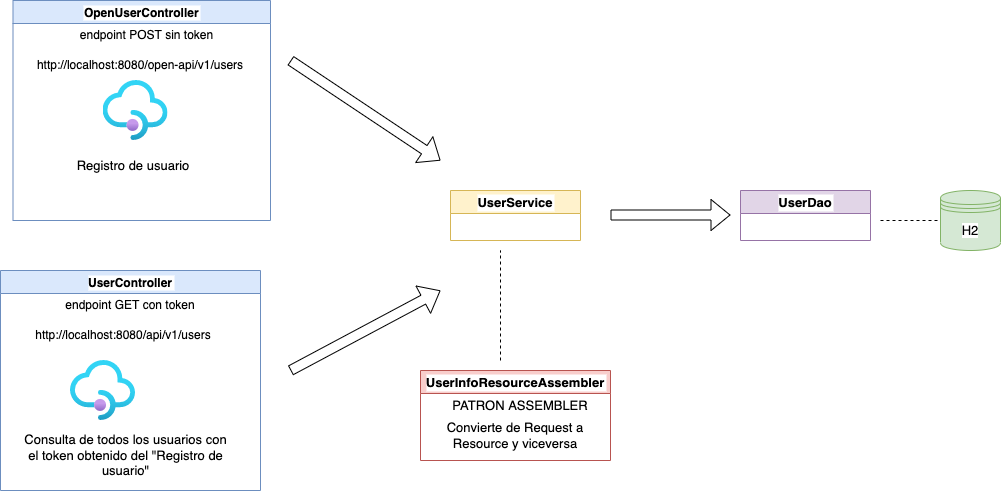 OpenUserController
endpoint POST sin token
http://localhost:8080/open-api/v1/users
Registro de usuario
UserController
endpoint GET con token
http://localhost:8080/api/v1/users
Consulta de todos los usuarios con
el token obtenido del "Registro de
usuario"
UserService
UserInfoResourceAssembler
PATRON ASSEMBLER
Convierte de Request a
Resource y viceversa
UserDao
H2